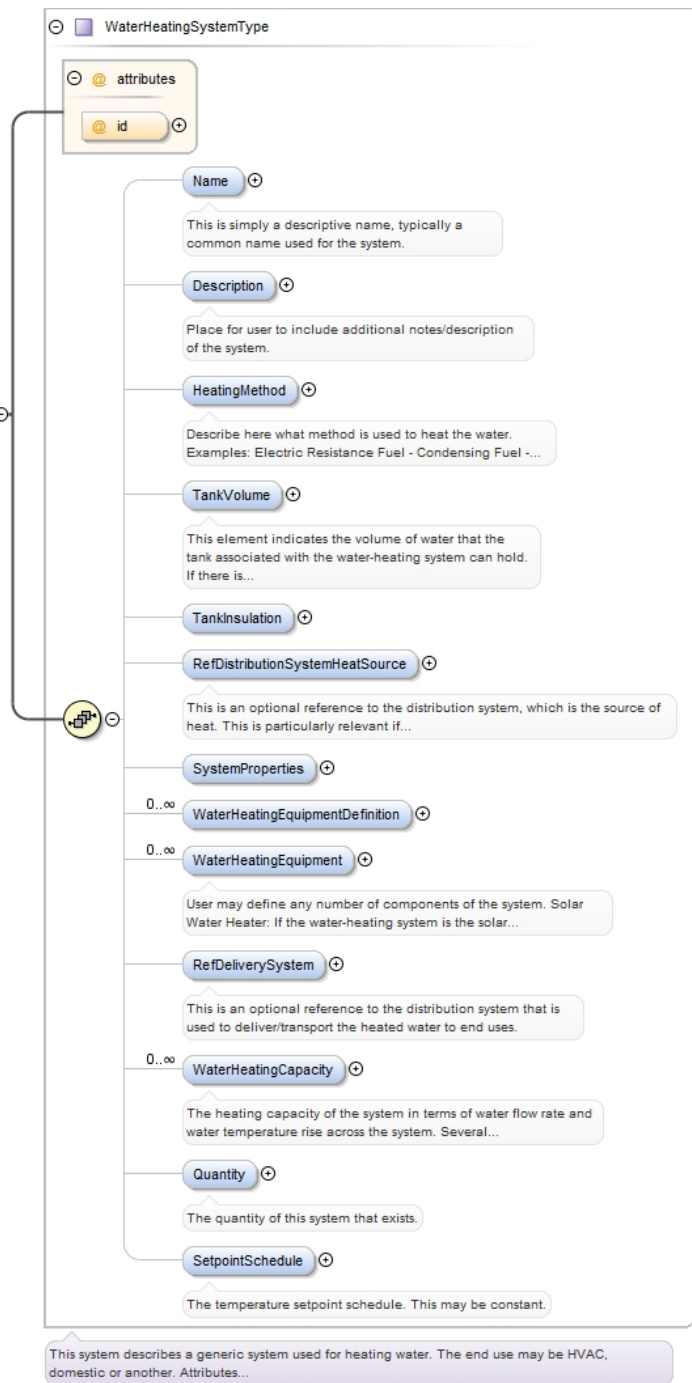 WaterHeatingSystemType
@ attributes
@ id
Name
This is simply a descriptive name, typically a
common name used for the system.
Description
Place for user to include additional notes/description
of the system.
HeatingMethod
Describe here what method is used to heat the water.
Examples: Electric Resistance Fuel - Condensing Fuel -...
TankVolume
This element indicates the volume of water that the
tank associated with the water-heating system can hold.
If there is...
TankInsulation
RefDistributionSystemHeatSource
This is an optional reference to the distribution system, which is the source of
heat. This is particularly relevant if...
SystemProperties
0..∞
WaterHeatingEquipmentDefinition
0..∞
WaterHeatingEquipment
User may define any number of components of the system. Solar
Water Heater: If the water-heating system is the solar...
RefDeliverySystem
This is an optional reference to the distribution system that is
used to deliver/transport the heated water to end uses.
0..∞
WaterHeatingCapacity
The heating capacity of the system in terms of water flow rate and
water temperature rise across the system. Several...
Quantity
The quantity of this system that exists.
SetpointSchedule
The temperature setpoint schedule. This may be constant.
This system describes a generic system used for heating water. The end use may be HVAC,
domestic or another. Attributes...